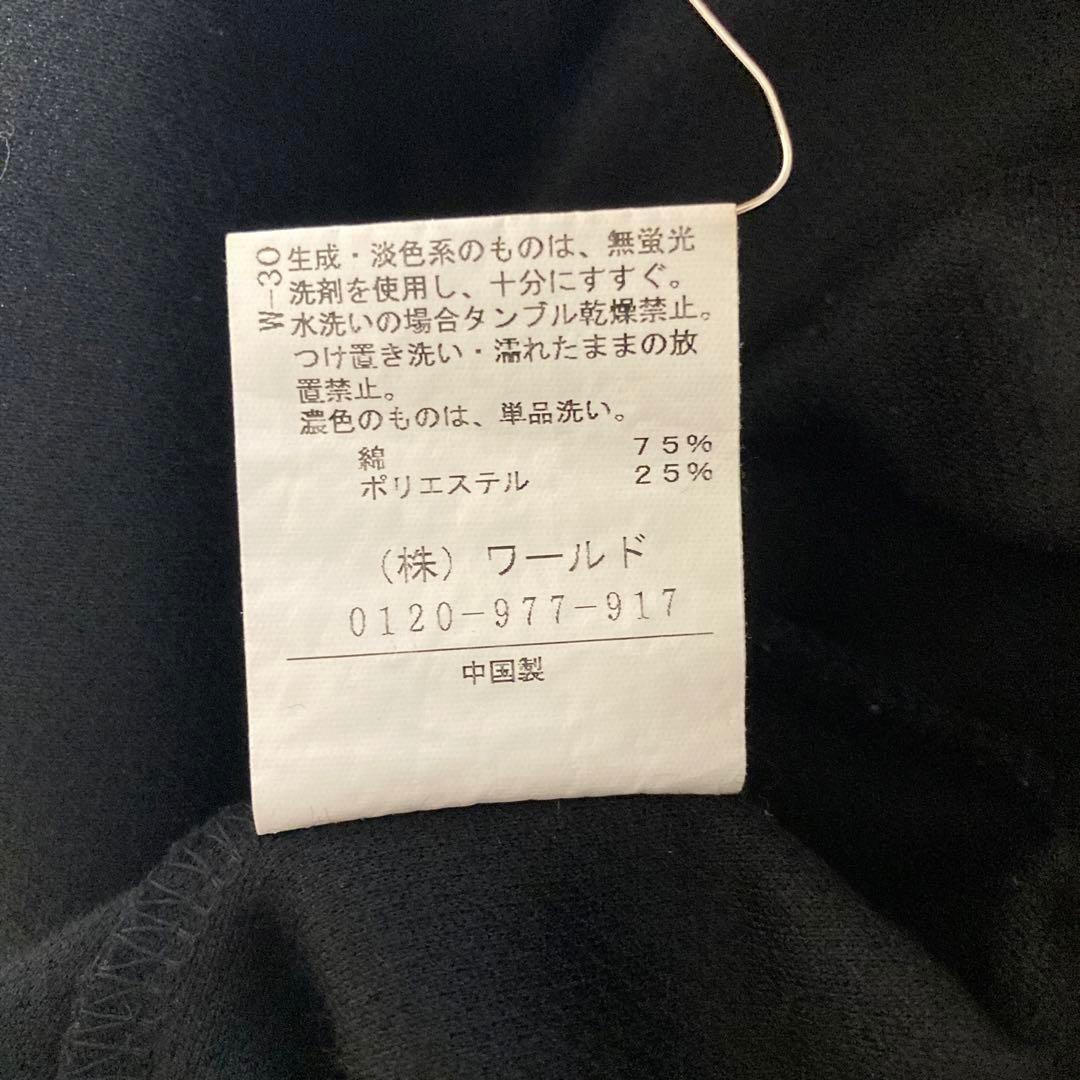 W-30
生成・淡色系のものは、無蛍光
洗剤を使用し、十分にすすぐ。
水洗いの場合タンブル乾燥禁止。
つけ置き洗い・濡れたままの放
置禁止。
濃色のものは、単品洗い。
綿 75%
ポリエステル 25%
(株) ワールド
0120-977-917
中国製